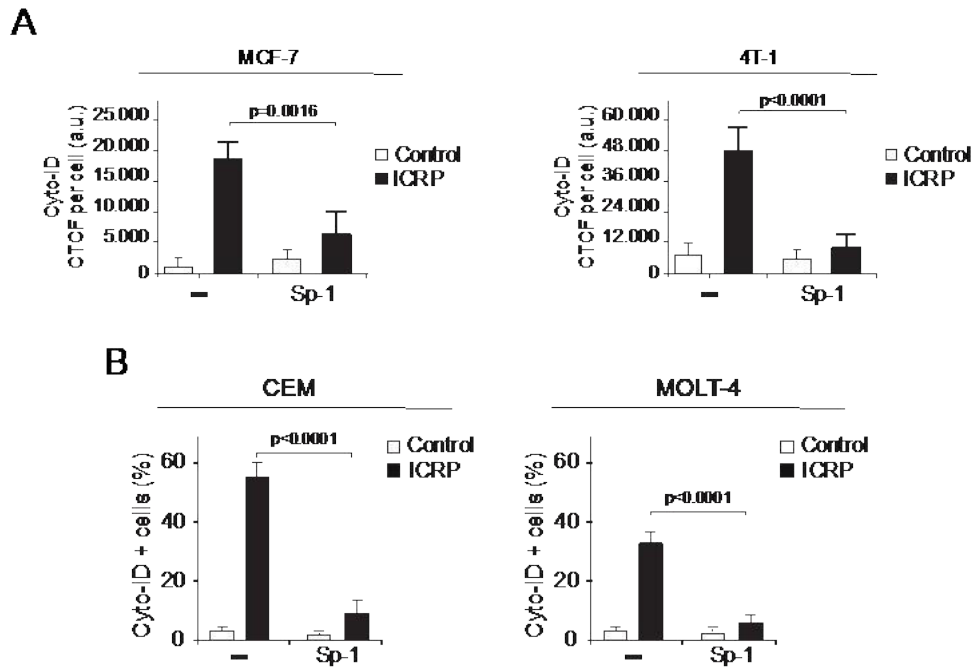 A
MCF-7
Cyto-ID
CTCF per cell (a.u.)
25.000
20.000
15.000
10.000
5.000
0
p=0.0016
Control
ICRP
–
Sp-1
4T-1
Cyto-ID
CTCF per cell (a.u.)
60.000
48.000
36.000
24.000
12.000
0
p<0.0001
Control
ICRP
–
Sp-1
B
CEM
Cyto-ID + cells (%)
60
40
20
0
p<0.0001
Control
ICRP
–
Sp-1
MOLT-4
Cyto-ID + cells (%)
60
40
20
0
p<0.0001
Control
ICRP
–
Sp-1